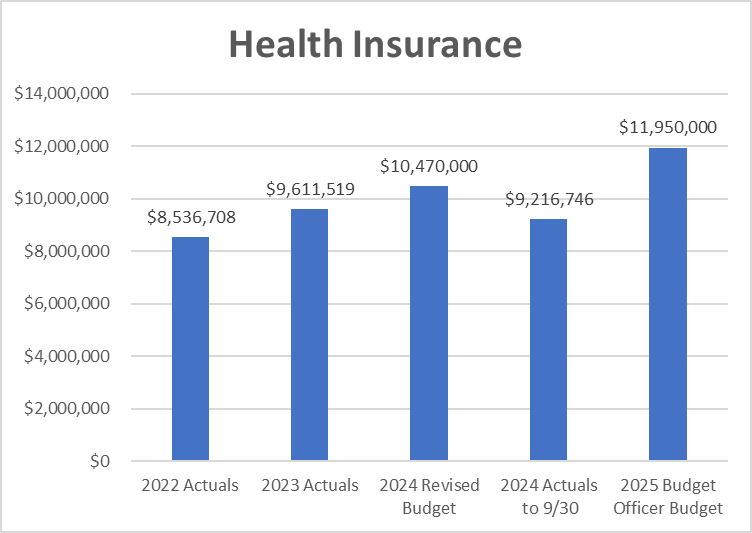 Health Insurance
$14,000,000
$12,000,000
$10,000,000
$8,000,000
$6,000,000
$4,000,000
$2,000,000
$0
$8,536,708
$9,611,519
$10,470,000
$9,216,746
$11,950,000
2022 Actuals
2023 Actuals
2024 Revised
Budget
2024 Actuals
to 9/30
2025 Budget
Officer Budget